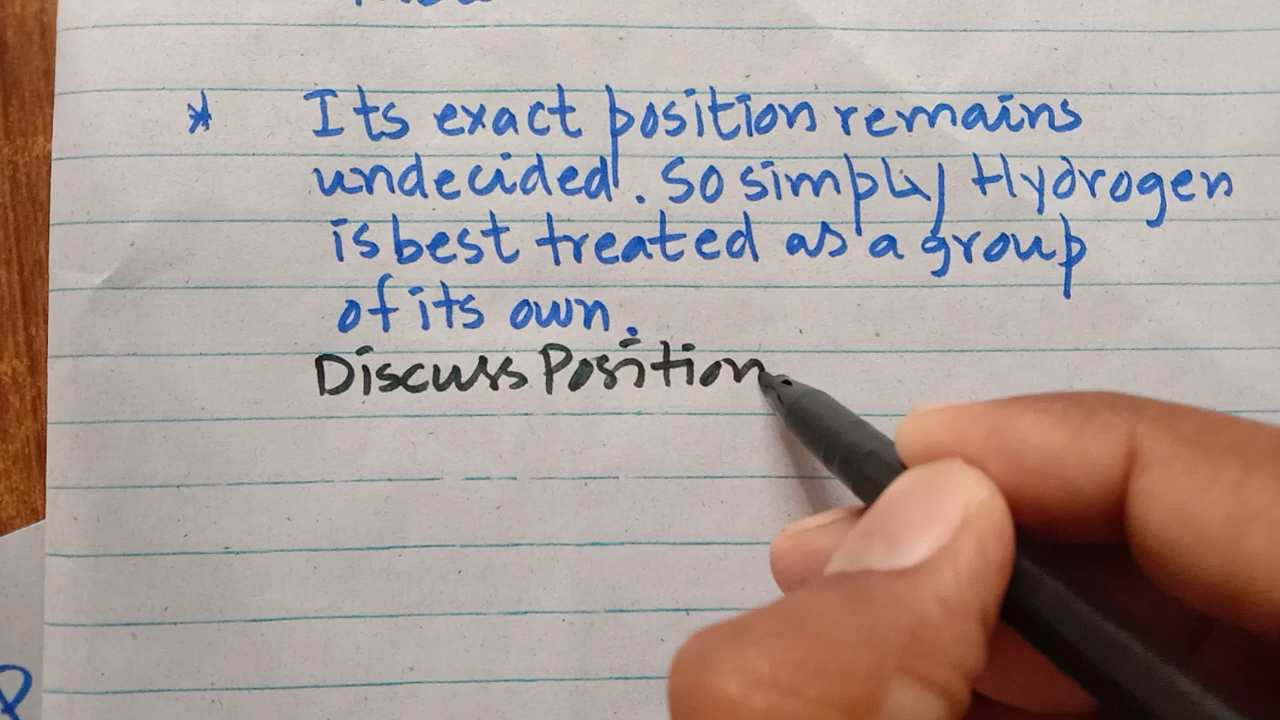 * Its exact position remains
undecided. So simply Hydrogen
is best treated as a group
of its own.
Discuss Position